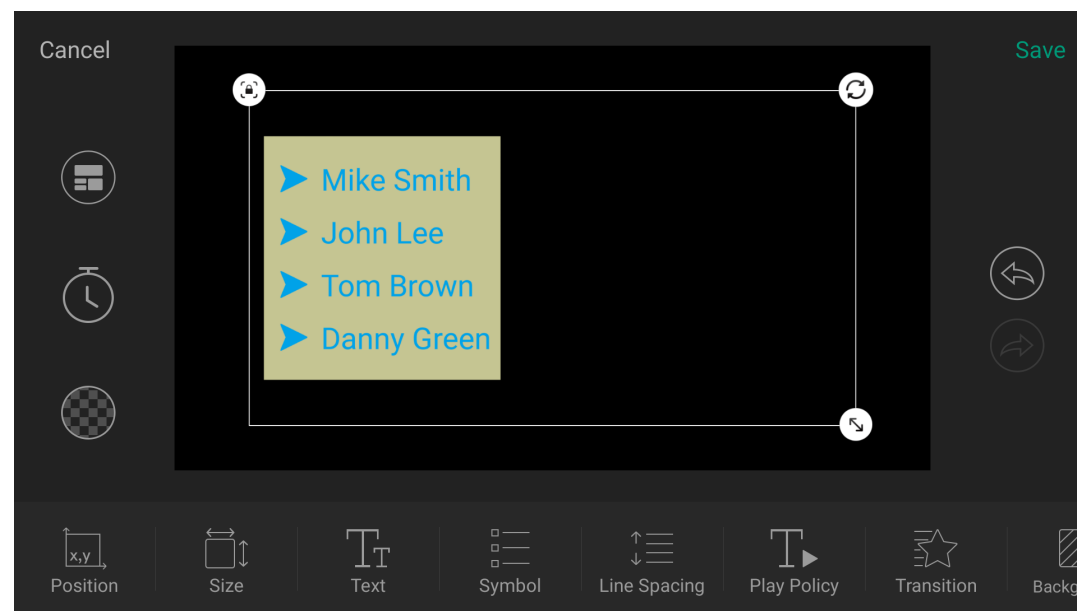 Cancel
Save
Mike Smith
John Lee
Tom Brown
Danny Green
x,y
Position
Size
Text
Symbol
Line Spacing
Play Policy
Transition
Backg